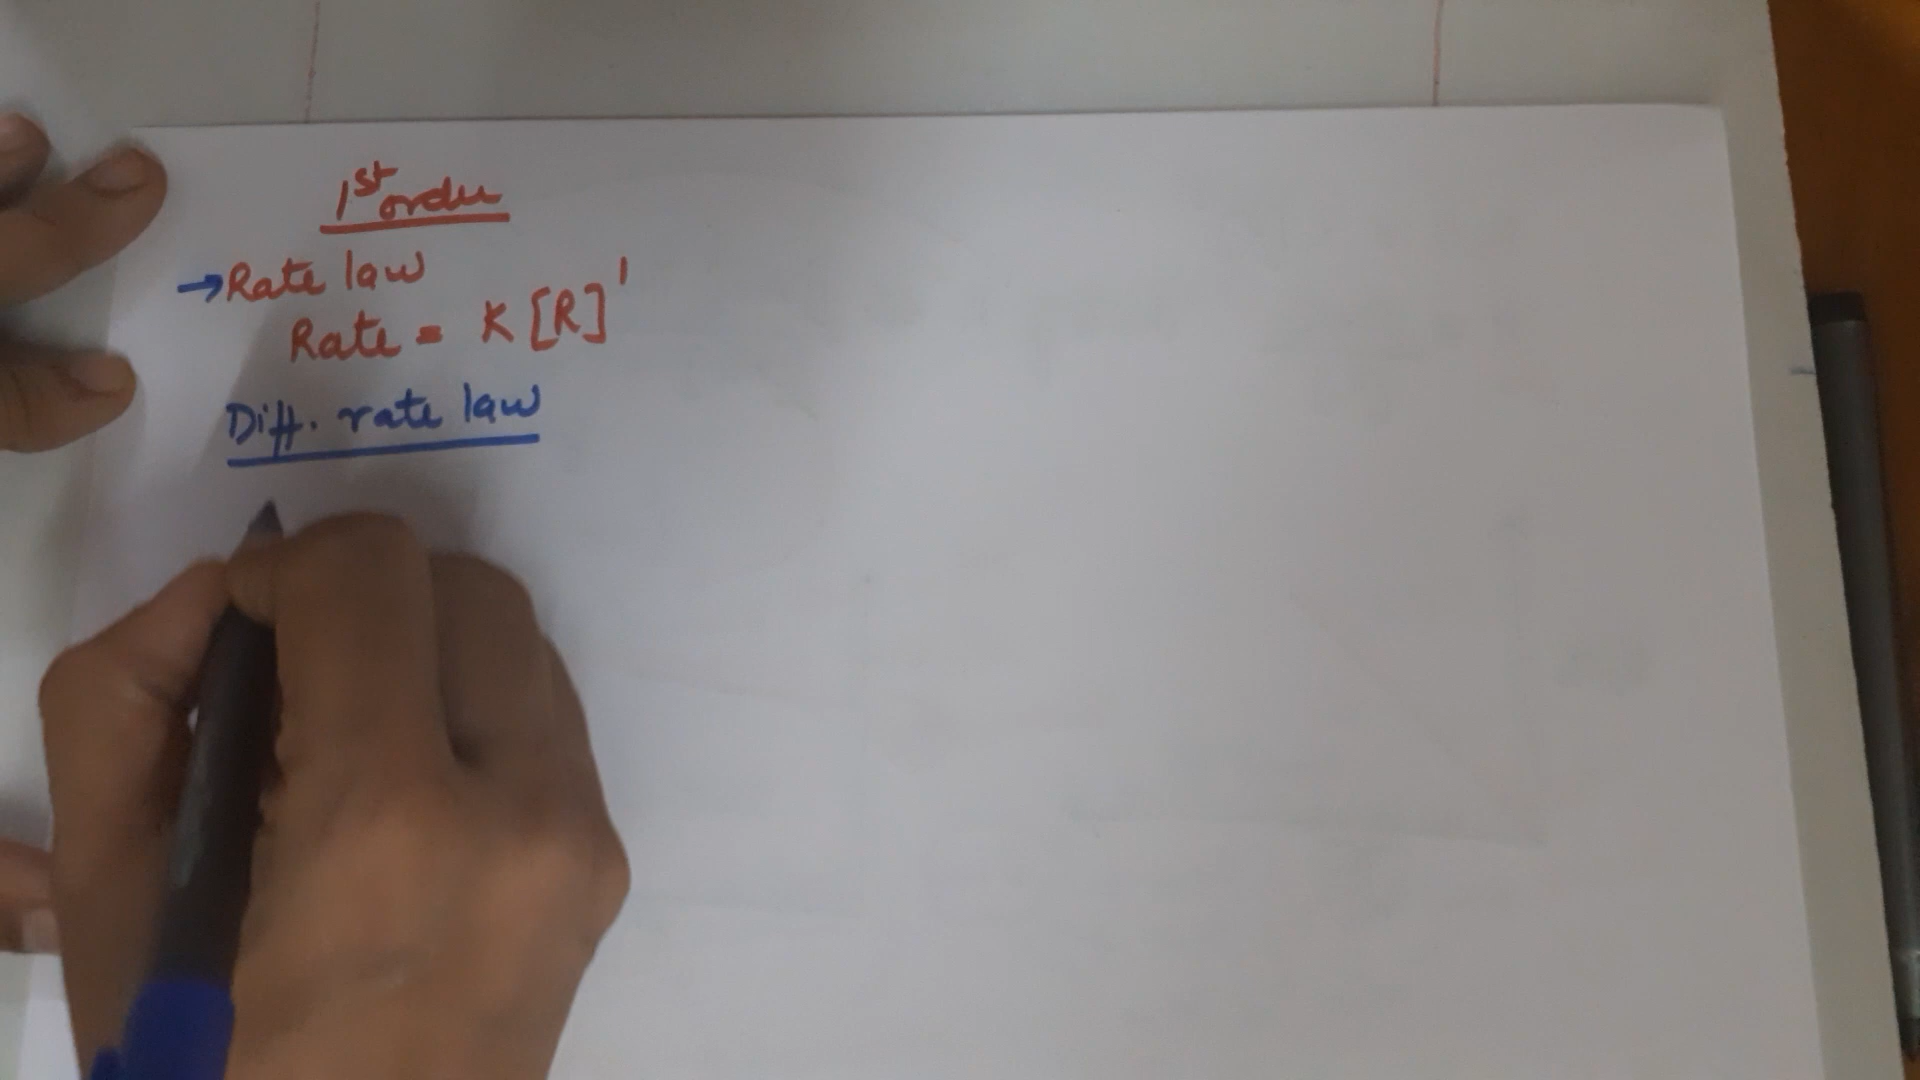 1st order
→Rate law
Rate = K[R]¹
Diff. rate law